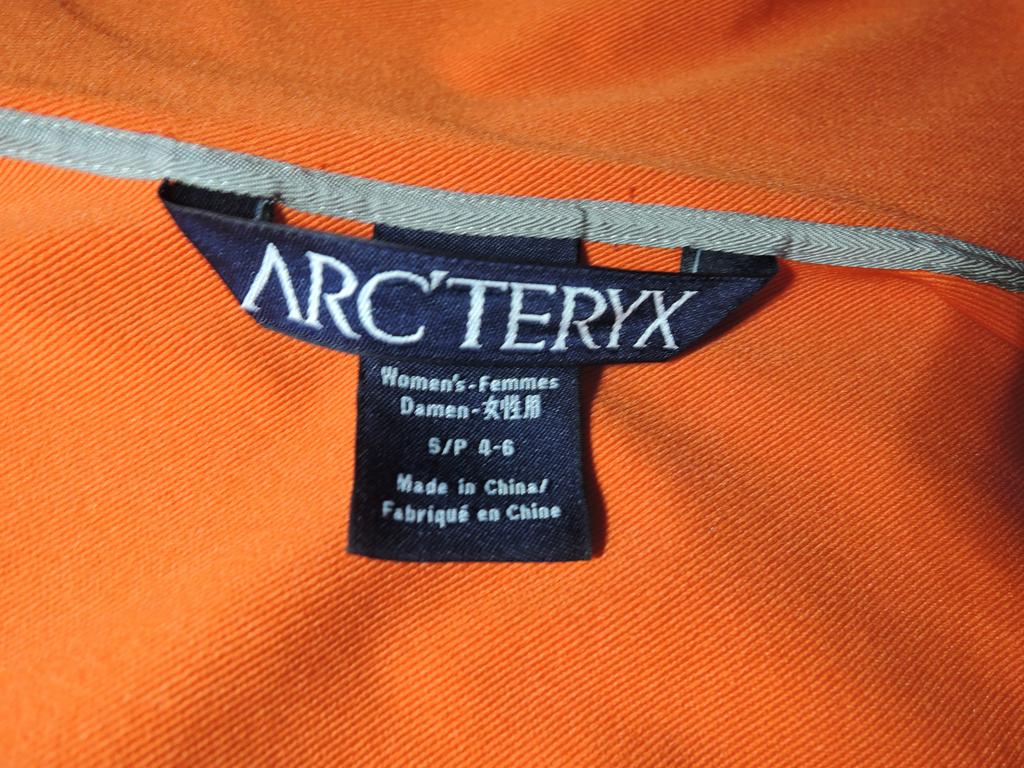 ARC'TERYX
Women's-Femmes
Damen-女性用
S/P 4-6
Made in China/
Fabriqué en Chine